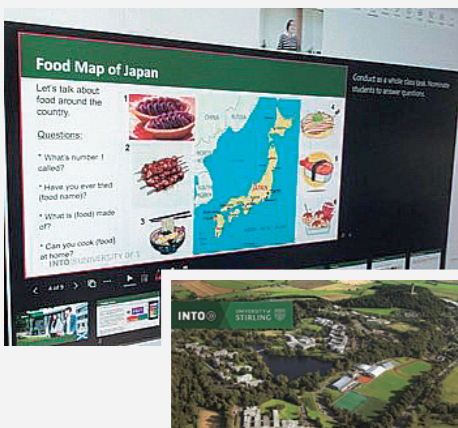 Food Map of Japan
Let's talk about
food around the
country.
Questions:
* What's number 1
called?
* Have you ever tried
(food name)?
* What is (food) made
of?
* Can you cook (food)
at home?
INTO UNIVERSITY OF S
1
2
3
4
CHINA
RUSSIA
JAPAN
Conduct as a whole class task. Nominate
students to answer questions.
4 of 9
INTO
UNIVERSITY of
STIRLING